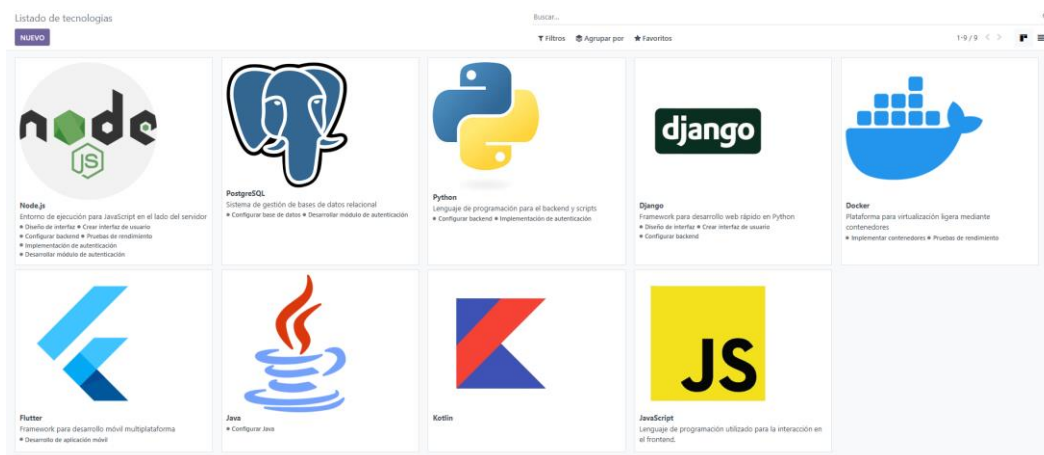 Listado de tecnologias
Buscar...
NUEVO
Filtros Agrupar por Favoritos
1-9 / 9
node
JS
django
Node.js
Entorno de ejecución para JavaScript en el lado del servidor
Diseño de interfaz Crear interfaz de usuario
Configurar backend Pruebas de rendimiento
Implementación de autenticación
Desarrollar módulo de autenticación
PostgreSQL
Sistema de gestión de bases de datos relacional
Configurar base de datos Desarrollar módulo de autenticación
Python
Lenguaje de programación para el backend y scripts
Configurar backend Implementación de autenticación
Django
Framework para desarrollo web rápido en Python
Diseño de interfaz Crear interfaz de usuario
Configurar backend
Docker
Plataforma para virtualización ligera mediante
contenedores
Implementar contenedores Pruebas de rendimiento
JS
Flutter
Framework para desarrollo móvil multiplataforma
Desarrollo de aplicación móvil
Java
Configurar Java
Kotlin
JavaScript
Lenguaje de programación utilizado para la interacción en
el frontend.